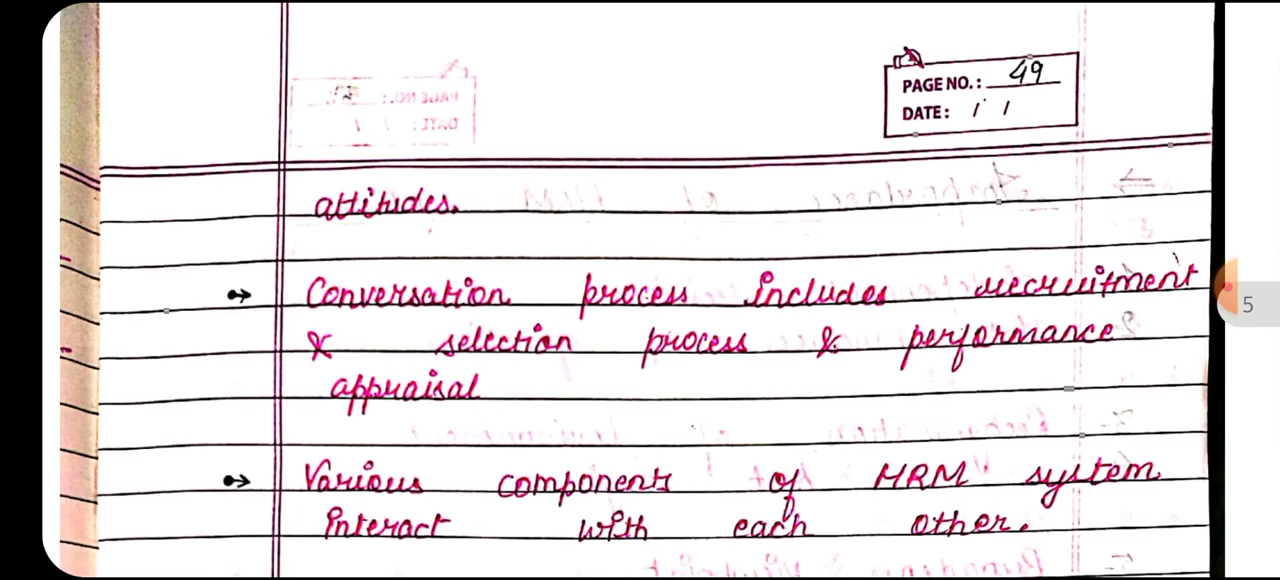 PAGE NO.: 49
DATE: / /
attitudes.
↦ Conversation process includes recruitment
& selection process & performance
appraisal
↦ Various components of HRM system
interact with each other.
5